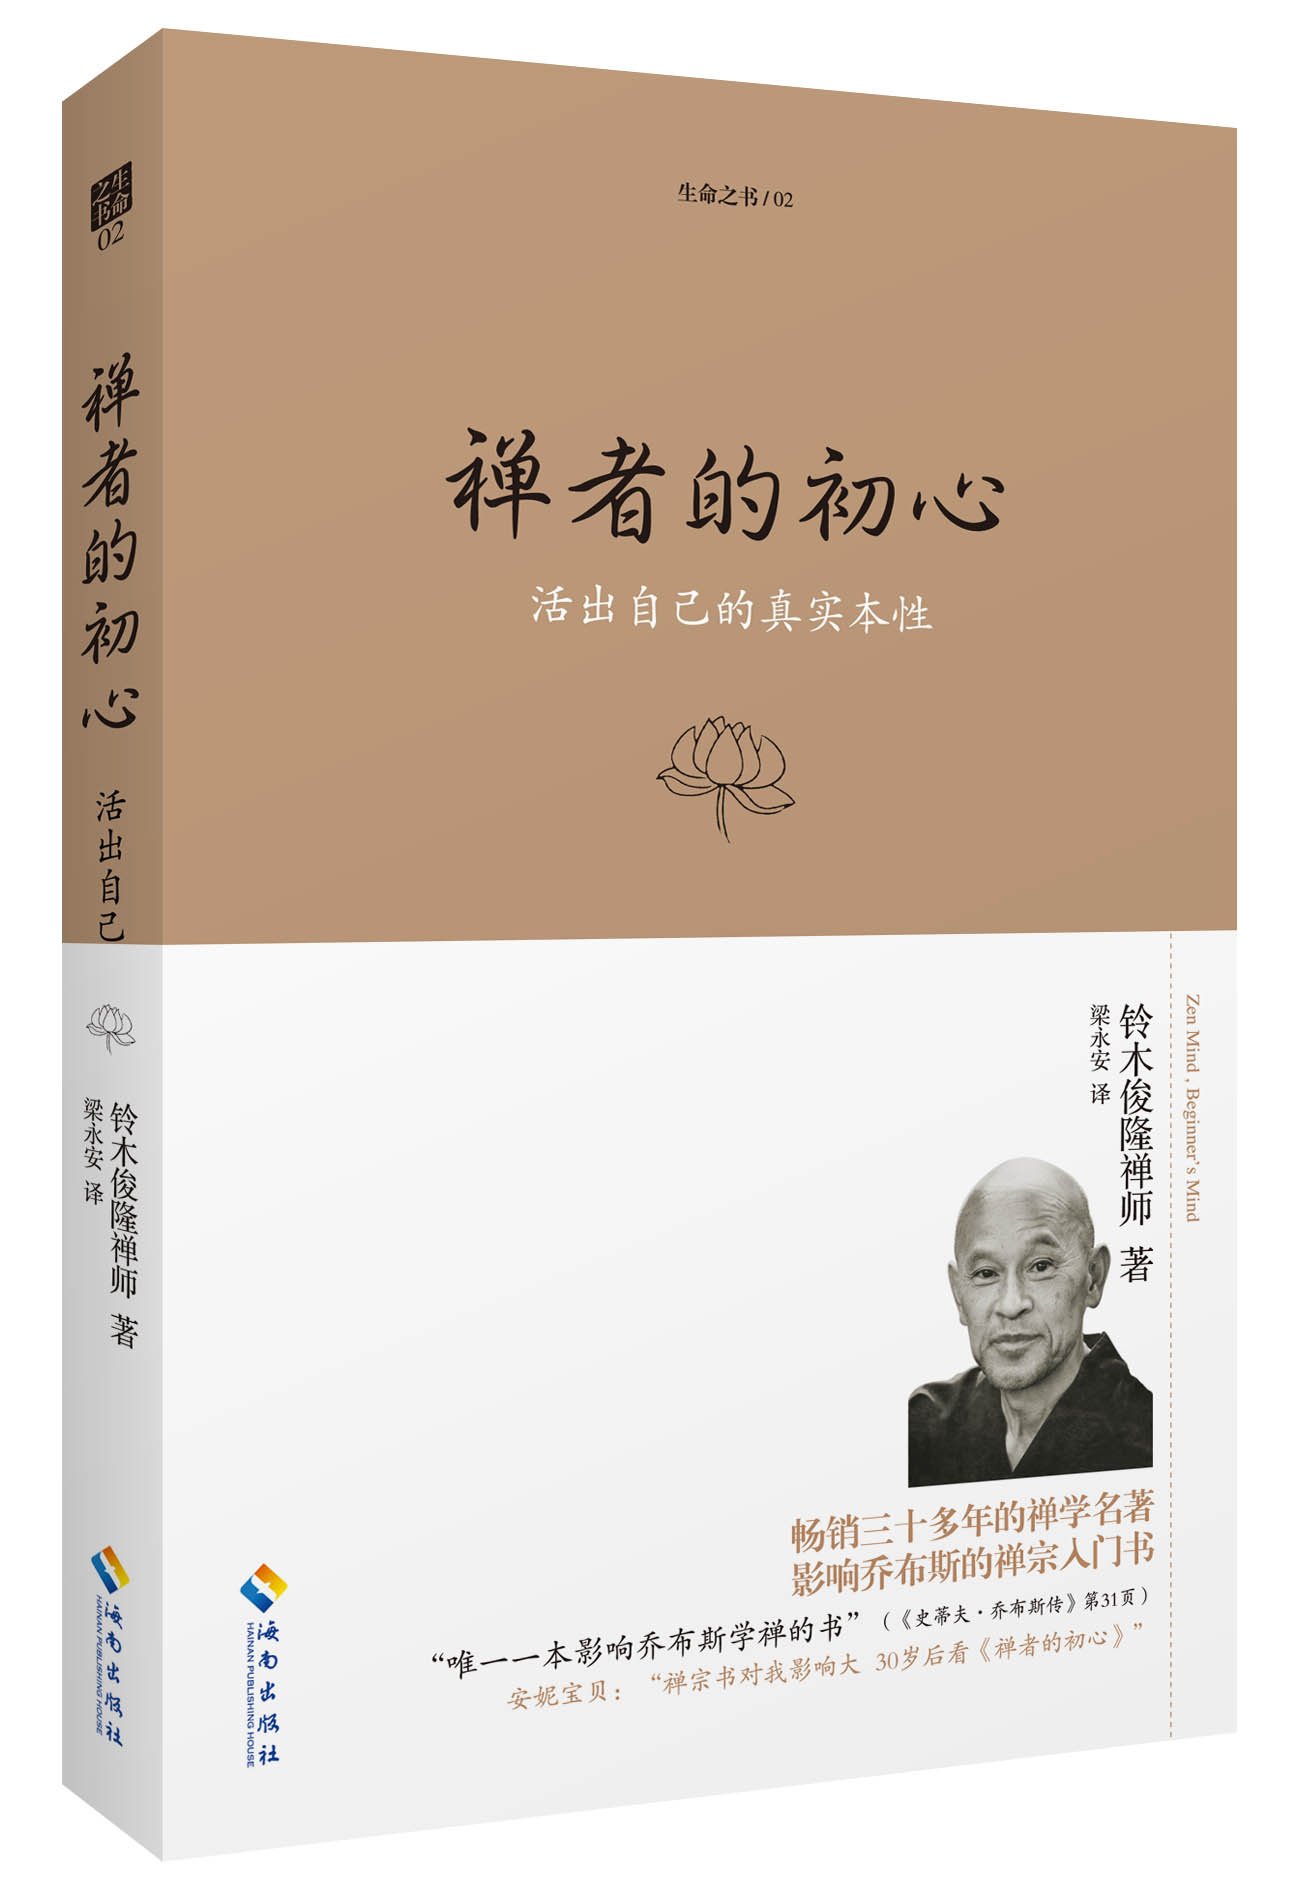 生命之书
02
禅者的初心
活出自己
铃木俊隆禅师 著
梁永安 译
海南出版社
HAINAN PUBLISHING HOUSE
生命之书 / 02
禅者的初心
活出自己的真实本性
Zen Mind , Beginner's Mind
铃木俊隆禅师 著
梁永安 译
畅销三十多年的禅学名著
影响乔布斯的禅宗入门书
“唯一一本影响乔布斯学禅的书”（《史蒂夫·乔布斯传》第31页）
安妮宝贝：“禅宗书对我影响大 30岁后看《禅者的初心》”
海南出版社
HAINAN PUBLISHING HOUSE